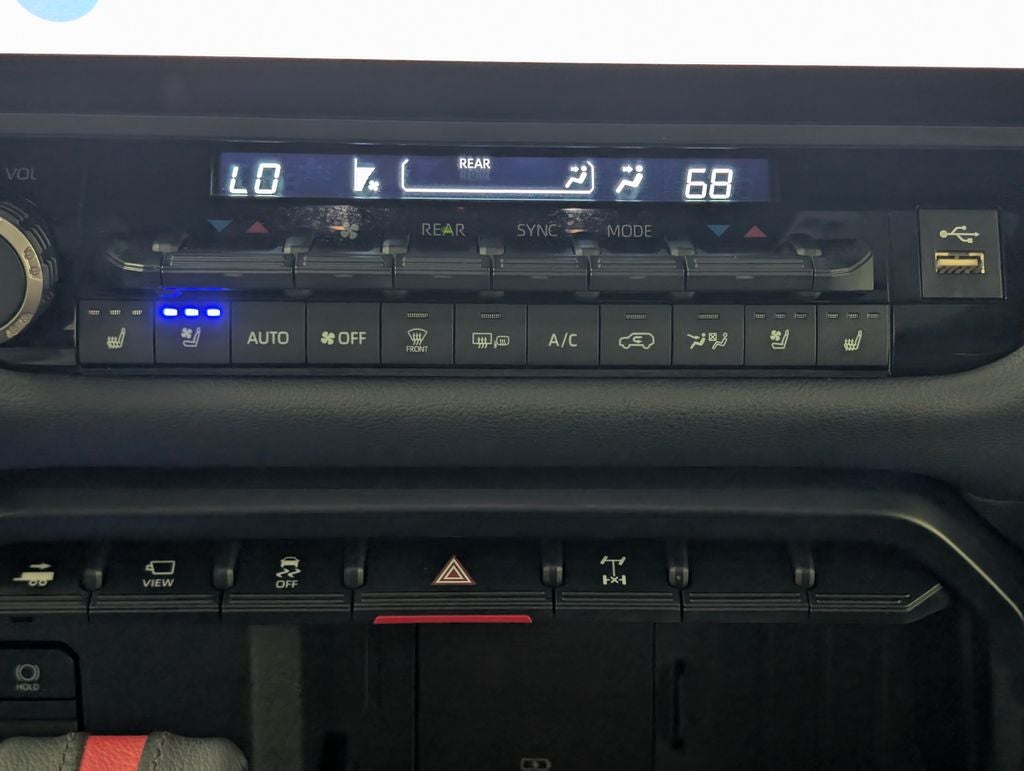 VOL
LO REAR 68
REAR SYNC MODE
AUTO OFF FRONT A/C
VIEW OFF
HOLD